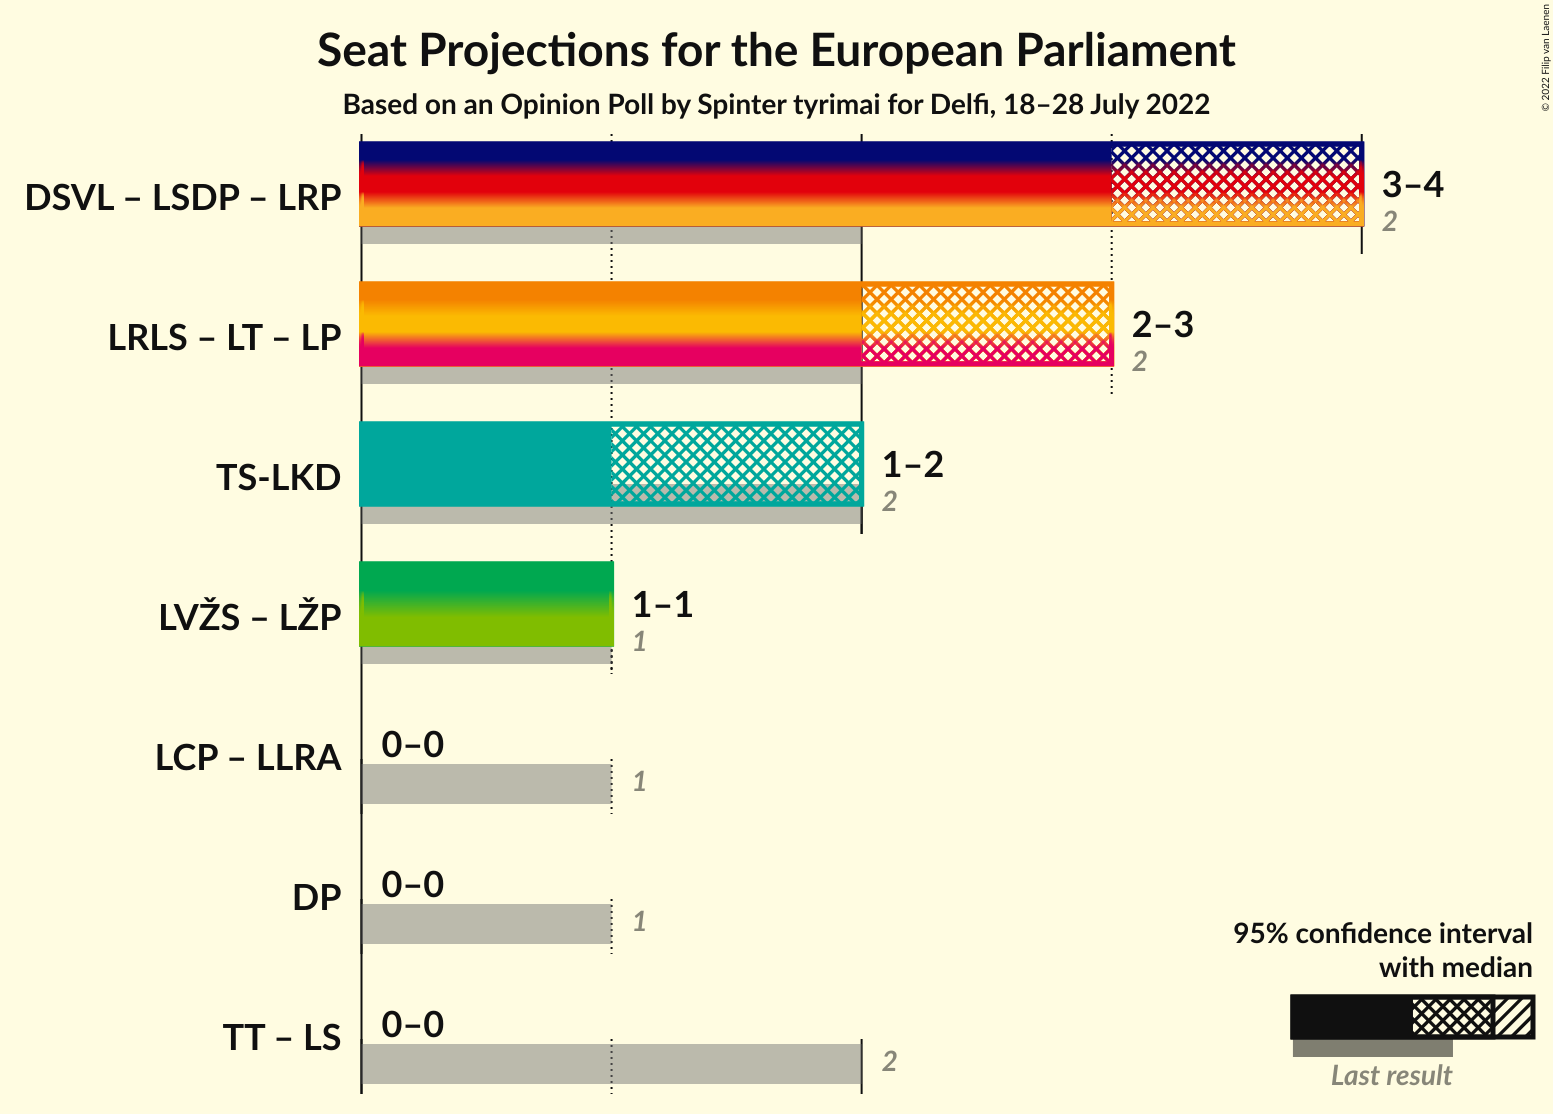 Seat Projections for the European Parliament
Based on an Opinion Poll by Spinter tyrimai for Delfi, 18–28 July 2022
© 2022 Filip van Laenen
DSVL – LSDP – LRP
3–4
2
LRLS – LT – LP
2–3
2
TS-LKD
1–2
2
LVŽS – LŽP
1–1
1
LCP – LLRA
0–0
1
DP
0–0
1
TT – LS
0–0
2
95% confidence interval
with median
Last result